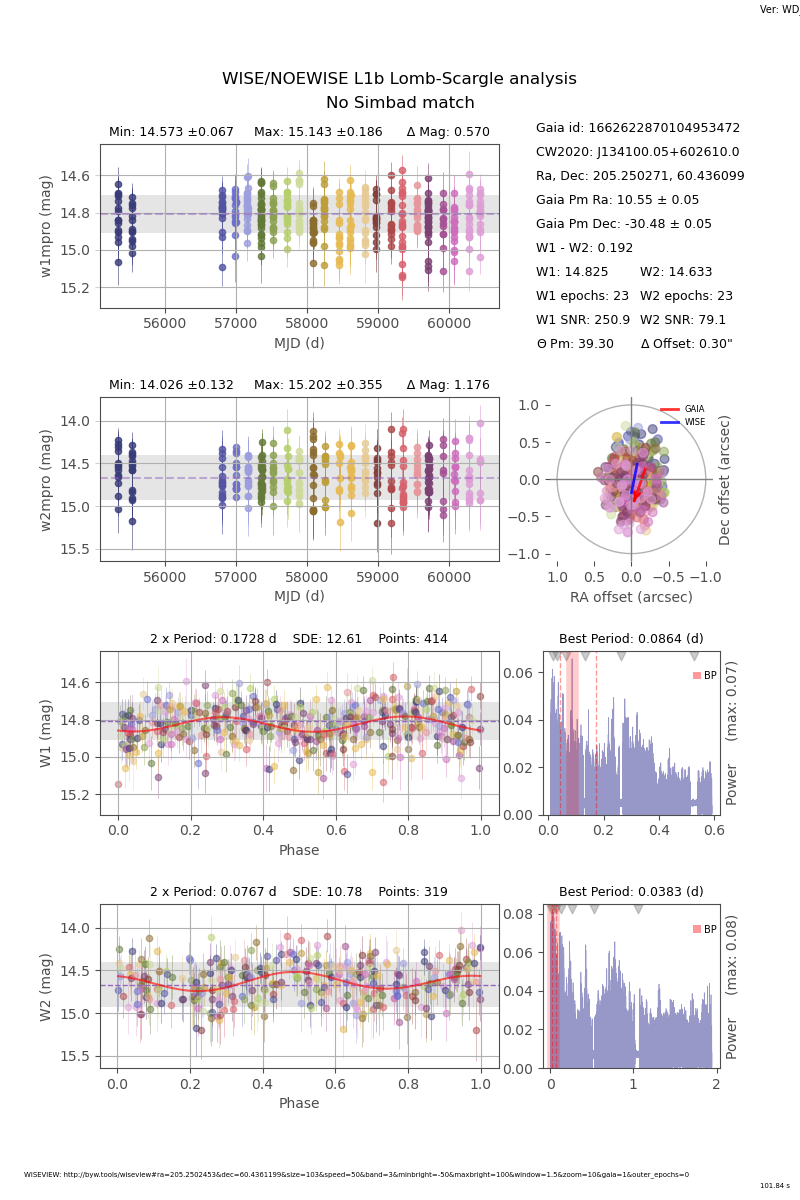 Ver: WD
WISE/NOEWISE L1b Lomb-Scargle analysis
No Simbad match
Min: 14.573 ±0.067 Max: 15.143 ±0.186 Δ Mag: 0.570
14.6
14.8
15.0
15.2
w1mpro (mag)
56000 57000 58000 59000 60000
MJD (d)
Gaia id: 1662622870104953472
CW2020: J134100.05+602610.0
Ra, Dec: 205.250271, 60.436099
Gaia Pm Ra: 10.55 ± 0.05
Gaia Pm Dec: -30.48 ± 0.05
W1 - W2: 0.192
W1: 14.825 W2: 14.633
W1 epochs: 23 W2 epochs: 23
W1 SNR: 250.9 W2 SNR: 79.1
Θ Pm: 39.30 Δ Offset: 0.30"
Min: 14.026 ±0.132 Max: 15.202 ±0.355 Δ Mag: 1.176
14.0
14.5
15.0
15.5
w2mpro (mag)
56000 57000 58000 59000 60000
MJD (d)
GAIA
WISE
1.0
0.5
0.0
−0.5
−1.0
Dec offset (arcsec)
1.0 0.5 0.0 −0.5 −1.0
RA offset (arcsec)
2 x Period: 0.1728 d SDE: 12.61 Points: 414
14.6
14.8
15.0
15.2
W1 (mag)
0.0 0.2 0.4 0.6 0.8 1.0
Phase
Best Period: 0.0864 (d)
BP
0.06
0.04
0.02
0.00
Power (max: 0.07)
0.0 0.2 0.4 0.6
2 x Period: 0.0767 d SDE: 10.78 Points: 319
14.0
14.5
15.0
15.5
W2 (mag)
0.0 0.2 0.4 0.6 0.8 1.0
Phase
Best Period: 0.0383 (d)
BP
0.08
0.06
0.04
0.02
0.00
Power (max: 0.08)
0 1 2
WISEVIEW: http://byw.tools/wiseview#ra=205.2502453&dec=60.4361199&size=103&speed=50&band=3&minbright=-50&maxbright=100&window=1.5&zoom=10&gaia=1&outer_epochs=0
101.84 s